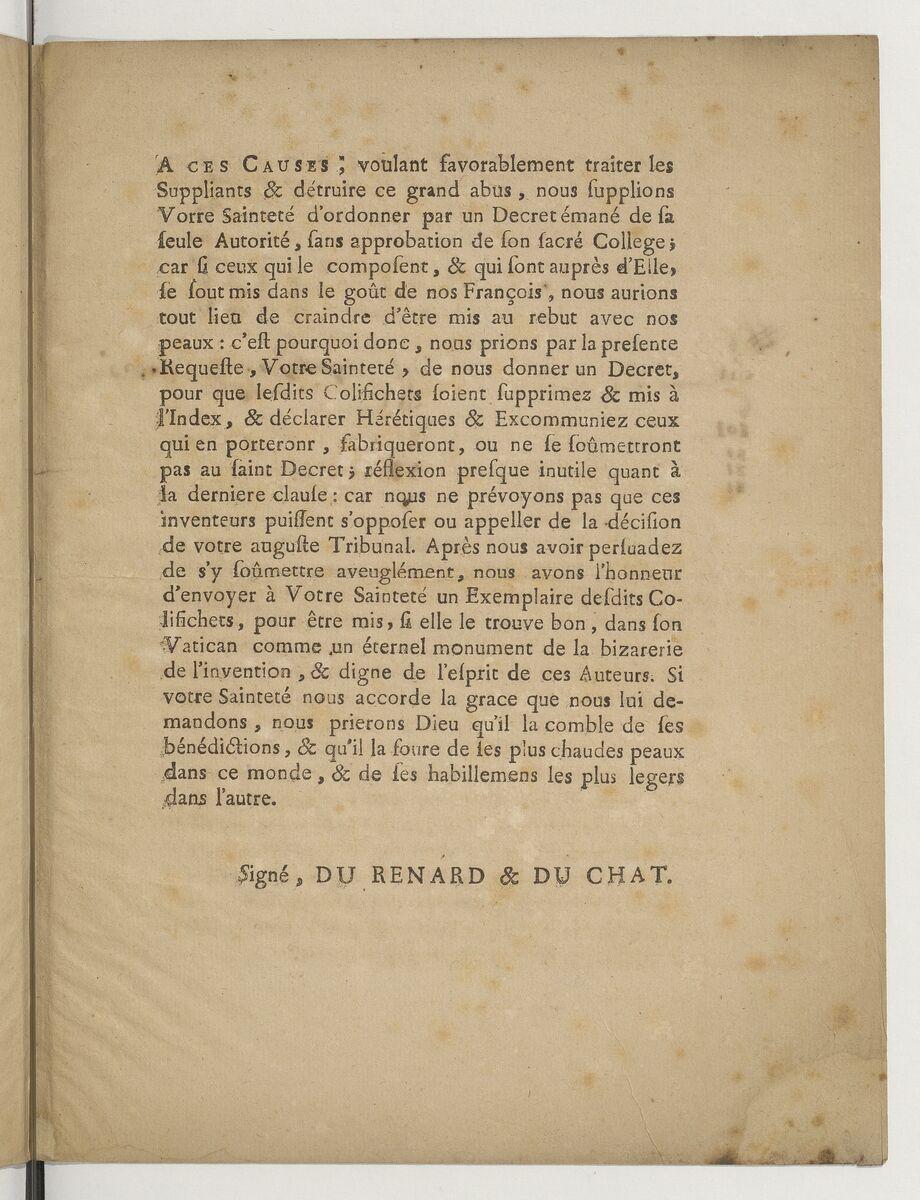 A CES CAUSES ; voulant favorablement traiter les
Suppliants & détruire ce grand abus, nous ſupplions
Vorre Sainteté d'ordonner par un Decret émané de ſa
ſeule Autorité, ſans approbation de ſon ſacré College ;
car ſi ceux qui le compoſent, & qui ſont auprès d'Elle,
ſe ſout mis dans le goût de nos François, nous aurions
tout lieu de craindre d'être mis au rebut avec nos
peaux : c'eſt pourquoi donc, nous prions par la preſente
Requeſte, Votre Sainteté, de nous donner un Decret,
pour que leſdits Colifichets ſoient ſupprimez & mis à
l'Index, & déclarer Hérétiques & Excommuniez ceux
qui en porteronr, fabriqueront, ou ne ſe ſoûmettront
pas au ſaint Decret ; réflexion preſque inutile quant à
la derniere clauſe : car nous ne prévoyons pas que ces
inventeurs puiſſent s'oppoſer ou appeller de la déciſion
de votre auguſte Tribunal. Après nous avoir perſuadez
de s'y ſoûmettre aveuglément, nous avons l'honneur
d'envoyer à Votre Sainteté un Exemplaire deſdits Co-
lifichets, pour être mis, ſi elle le trouve bon, dans ſon
Vatican comme un éternel monument de la bizarerie
de l'invention, & digne de l'eſprit de ces Auteurs. Si
votre Sainteté nous accorde la grace que nous lui de-
mandons, nous prierons Dieu qu'il la comble de ſes
bénédictions, & qu'il la foure de ſes plus chaudes peaux
dans ce monde, & de ſes habillemens les plus legers
dans l'autre.
Signé, DU RENARD & DU CHAT.